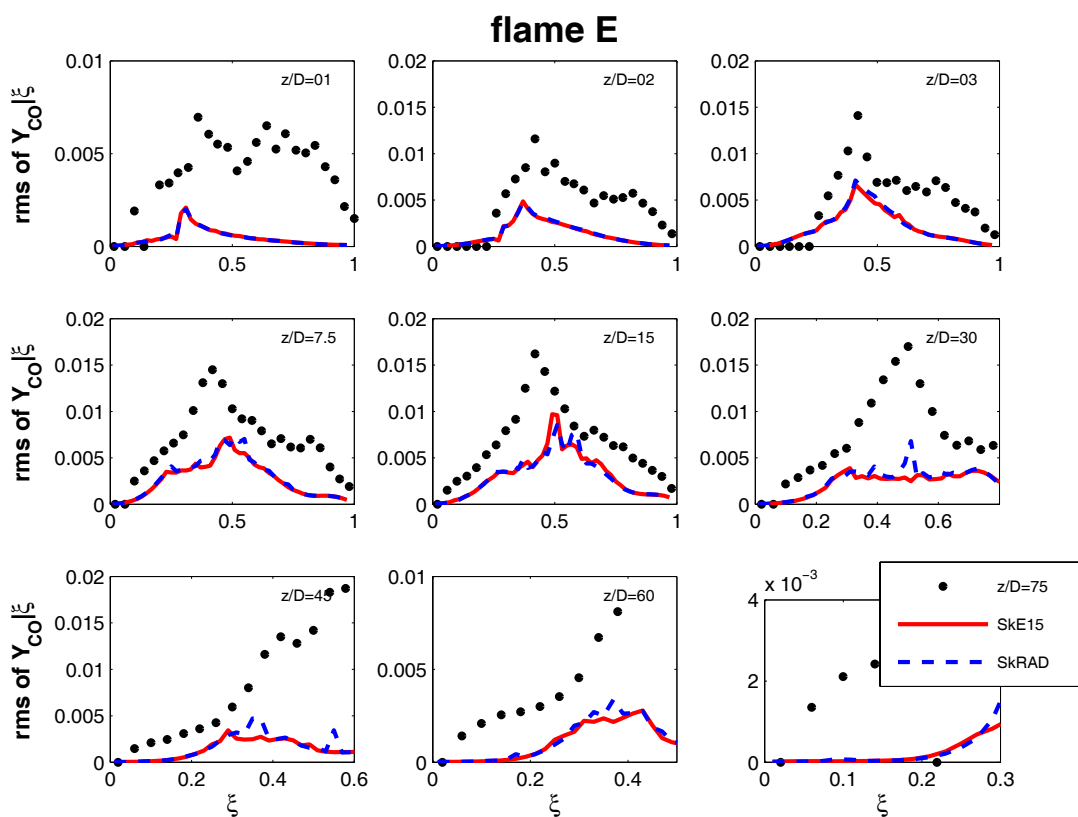 flame E
rms of Y_CO|ξ
0.01
0.005
0
0 0.5 1
z/D=01
0.02
0.015
0.01
0.005
0
0 0.5 1
z/D=02
0.02
0.015
0.01
0.005
0
0 0.5 1
z/D=03
rms of Y_CO|ξ
0.02
0.015
0.01
0.005
0
0 0.5 1
z/D=7.5
0.02
0.015
0.01
0.005
0
0 0.5 1
z/D=15
0.02
0.015
0.01
0.005
0
0 0.2 0.4 0.6
z/D=30
rms of Y_CO|ξ
0.02
0.015
0.01
0.005
0
0 0.2 0.4 0.6
z/D=45
ξ
0.01
0.005
0
0 0.2 0.4
z/D=60
ξ
x 10⁻³
4
2
0
0 0.1 0.2 0.3
ξ
z/D=75
SkE15
SkRAD